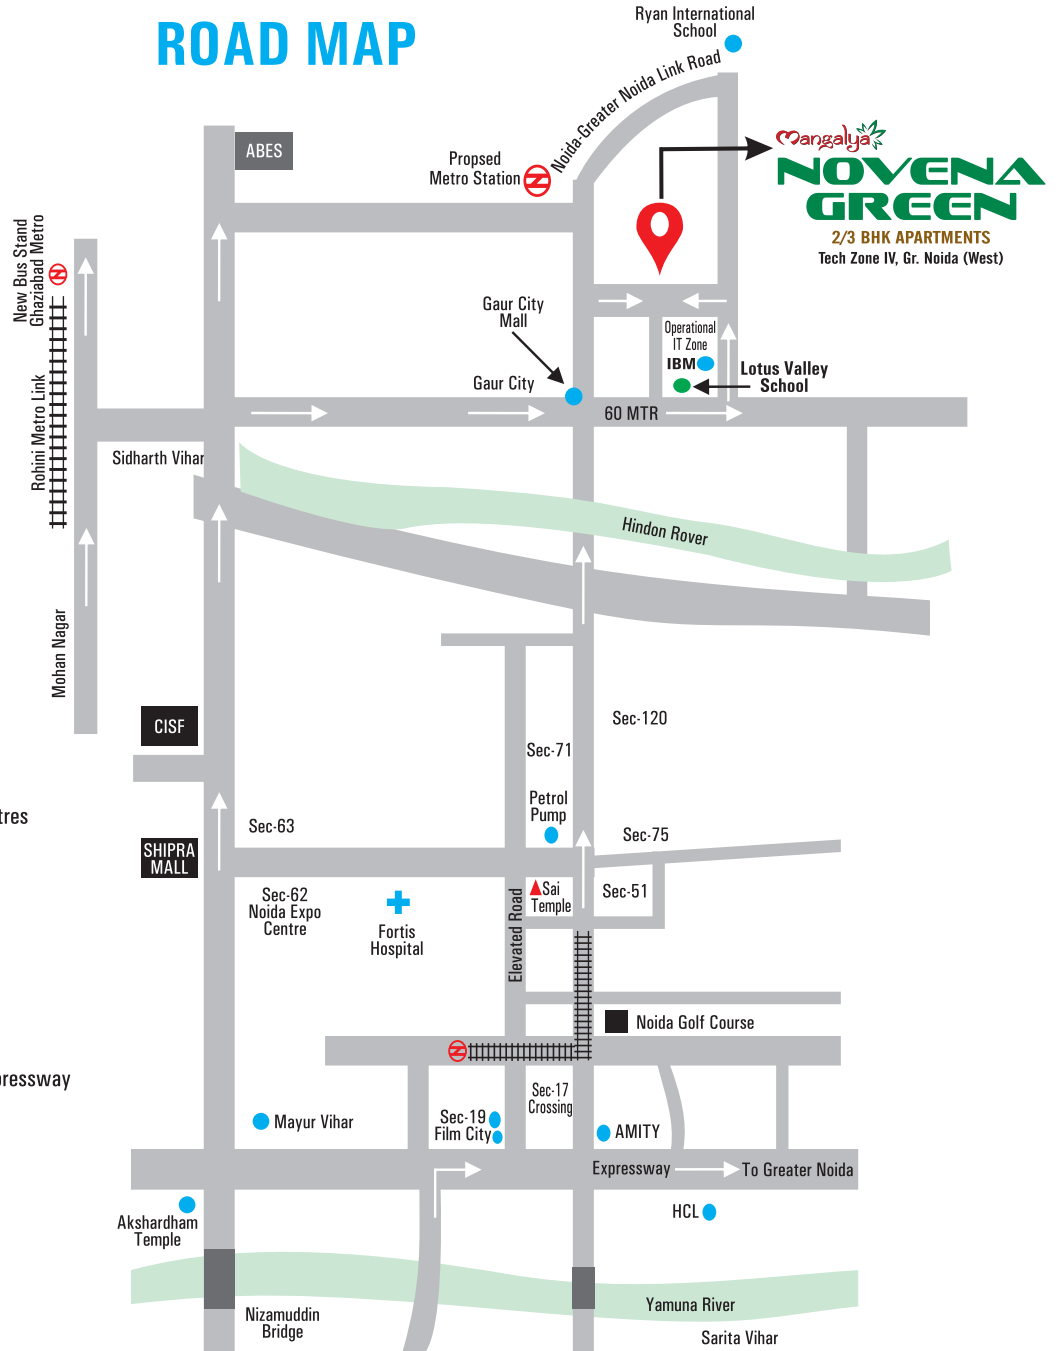 ROAD MAP
Ryan International
School
Noida-Greater Noida Link Road
ABES
Propsed
Metro Station
Mangalya
NOVENA
GREEN
2/3 BHK APARTMENTS
Tech Zone IV, Gr. Noida (West)
New Bus Stand
Ghaziabad Metro
Gaur City
Mall
Operational
IT Zone
IBM
Lotus Valley
School
Gaur City
60 MTR
Rohini Metro Link
Sidharth Vihar
Hindon Rover
Mohan Nagar
CISF
Sec-120
Sec-71
Petrol
Pump
tres
Sec-63
Sec-75
SHIPRA
MALL
Sec-62
Noida Expo
Centre
Fortis
Hospital
Elevated Road
Sai
Temple
Sec-51
Noida Golf Course
pressway
Sec-17
Crossing
Mayur Vihar
Sec-19
Film City
AMITY
Expressway
To Greater Noida
Akshardham
Temple
HCL
Nizamuddin
Bridge
Yamuna River
Sarita Vihar